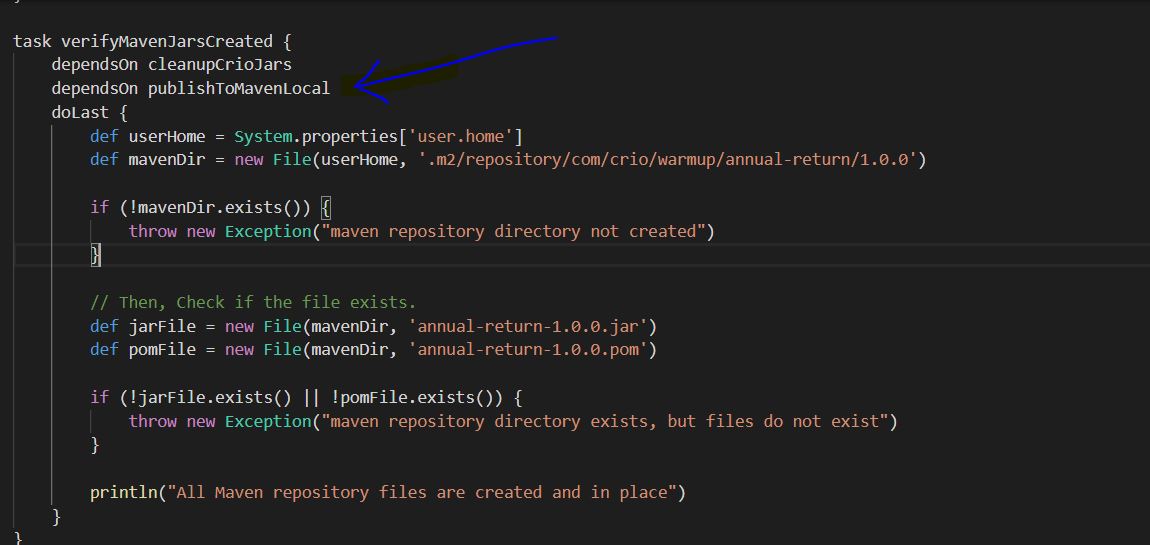 }
task verifyMavenJarsCreated {
    dependsOn cleanupCrioJars
    dependsOn publishToMavenLocal
    doLast {
        def userHome = System.properties['user.home']
        def mavenDir = new File(userHome, '.m2/repository/com/crio/warmup/annual-return/1.0.0')
        if (!mavenDir.exists()) {
            throw new Exception("maven repository directory not created")
        }
        // Then, Check if the file exists.
        def jarFile = new File(mavenDir, 'annual-return-1.0.0.jar')
        def pomFile = new File(mavenDir, 'annual-return-1.0.0.pom')
        if (!jarFile.exists() || !pomFile.exists()) {
            throw new Exception("maven repository directory exists, but files do not exist")
        }
        println("All Maven repository files are created and in place")
    }
}